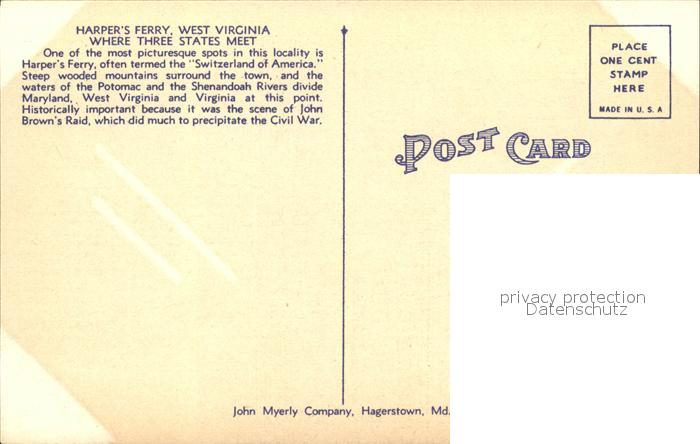 HARPER'S FERRY, WEST VIRGINIA
WHERE THREE STATES MEET
One of the most picturesque spots in this locality is
Harper's Ferry, often termed the "Switzerland of America."
Steep wooded mountains surround the town, and the
waters of the Potomac and the Shenandoah Rivers divide
Maryland, West Virginia and Virginia at this point.
Historically important because it was the scene of John
Brown's Raid, which did much to precipitate the Civil War.
PLACE
ONE CENT
STAMP
HERE
MADE IN U. S. A
POST CARD
privacy protection
Datenschutz
John Myerly Company, Hagerstown, Md.